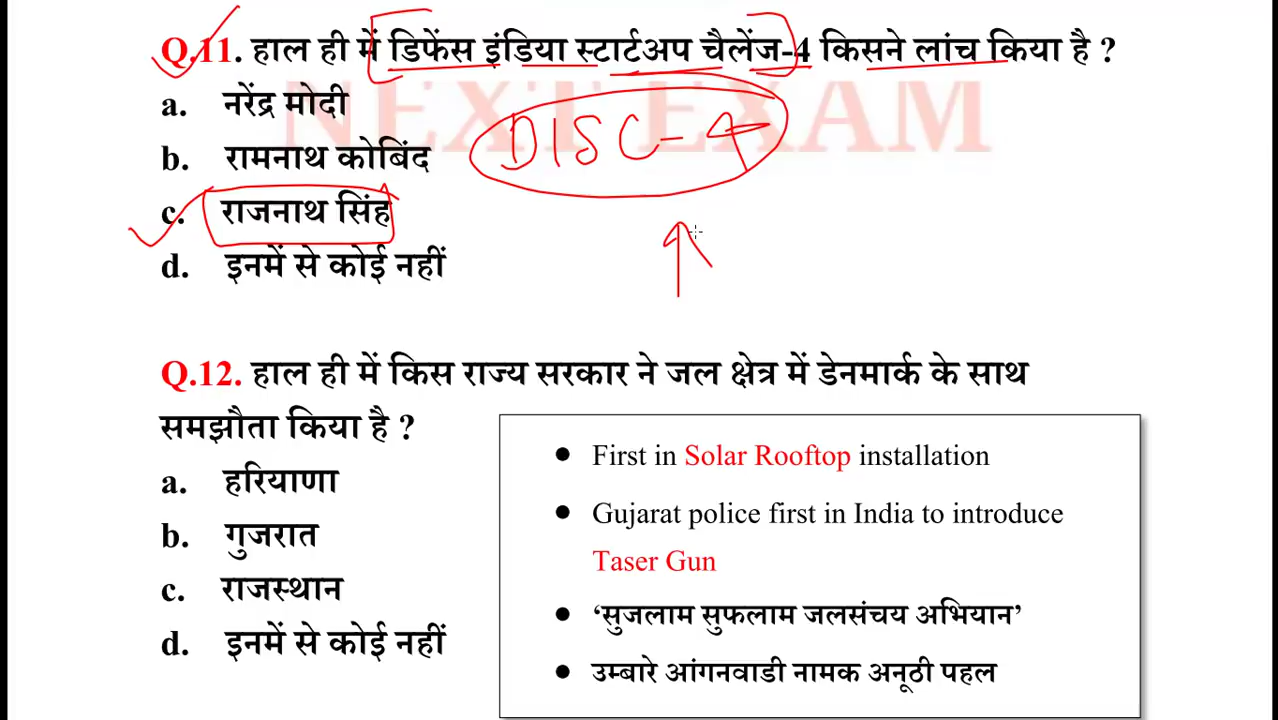 Q.11. हाल ही में डिफेंस इंडिया स्टार्टअप चैलेंज-4 किसने लांच किया है ?
a. नरेंद्र मोदी
NEXT EXAM
DISC-4
b. रामनाथ कोबिंद
c. राजनाथ सिंह
d. इनमें से कोई नहीं
Q.12. हाल ही में किस राज्य सरकार ने जल क्षेत्र में डेनमार्क के साथ
समझौता किया है ?
a. हरियाणा
b. गुजरात
c. राजस्थान
d. इनमें से कोई नहीं
First in Solar Rooftop installation
Gujarat police first in India to introduce
Taser Gun
‘सुजलाम सुफलाम जलसंचय अभियान’
उम्बारे आंगनवाडी नामक अनूठी पहल